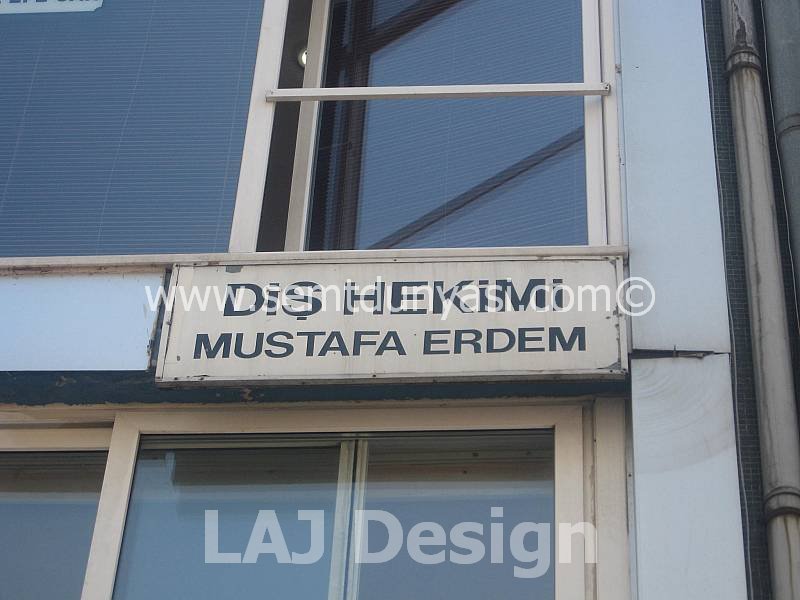 DİŞ HEKİMİ
www.semtdunyasi.com©
MUSTAFA ERDEM
LAJ Design